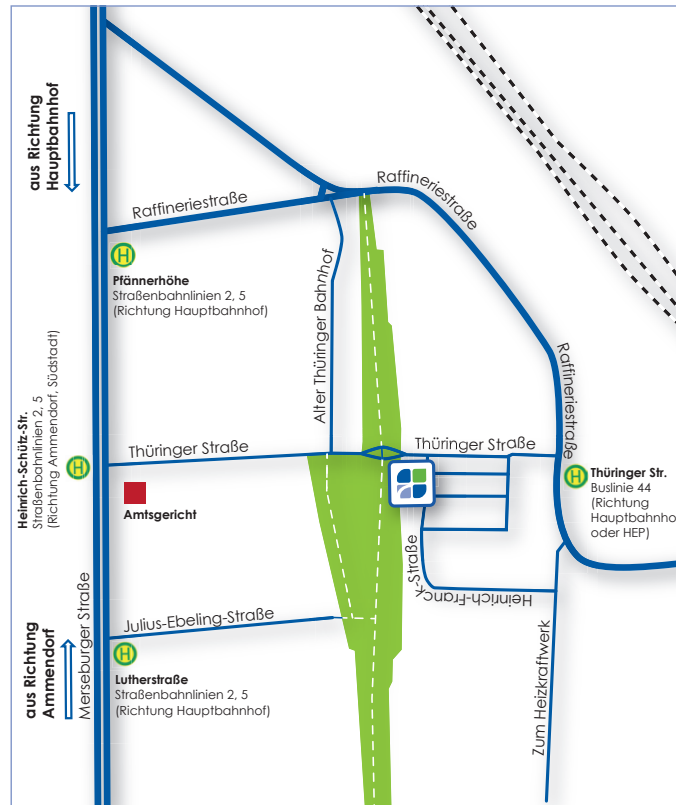 aus Richtung
Hauptbahnhof
Raffineriestraße
Raffineriestraße
Raffineriestraße
H
Pfännerhöhe
Straßenbahnlinien 2, 5
(Richtung Hauptbahnhof)
Alter Thüringer Bahnhof
Heinrich-Schütz-Str.
Straßenbahnlinien 2, 5
(Richtung Ammendorf, Südstadt)
H
Thüringer Straße
Thüringer Straße
H
Thüringer Str.
Buslinie 44
(Richtung
Hauptbahnho
oder HEP)
Amtsgericht
Heinrich-Franck-Straße
Julius-Ebeling-Straße
Merseburger Straße
aus Richtung
Ammendorf
H
Lutherstraße
Straßenbahnlinien 2, 5
(Richtung Hauptbahnhof)
Zum Heizkraftwerk